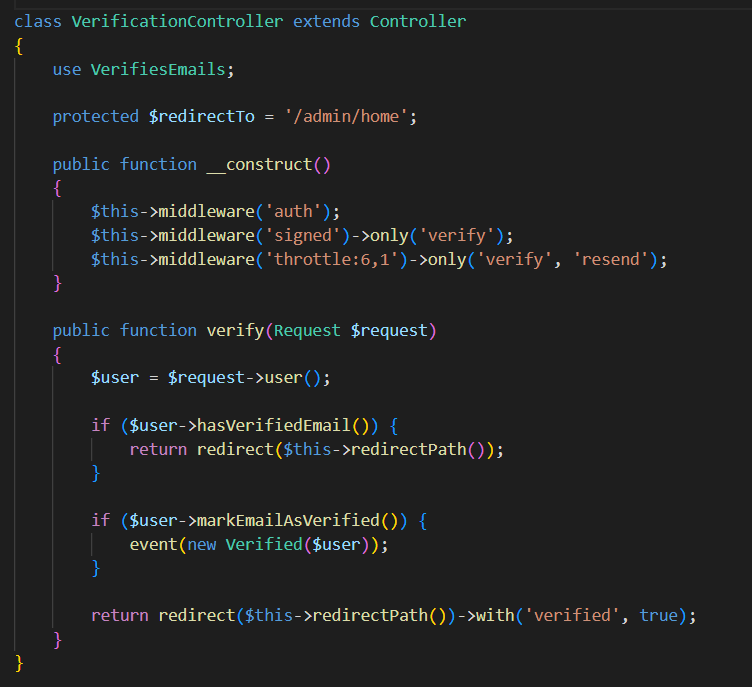 class VerificationController extends Controller
{
    use VerifiesEmails;

    protected $redirectTo = '/admin/home';

    public function __construct()
    {
        $this->middleware('auth');
        $this->middleware('signed')->only('verify');
        $this->middleware('throttle:6,1')->only('verify', 'resend');
    }

    public function verify(Request $request)
    {
        $user = $request->user();

        if ($user->hasVerifiedEmail()) {
            return redirect($this->redirectPath());
        }

        if ($user->markEmailAsVerified()) {
            event(new Verified($user));
        }

        return redirect($this->redirectPath())->with('verified', true);
    }
}